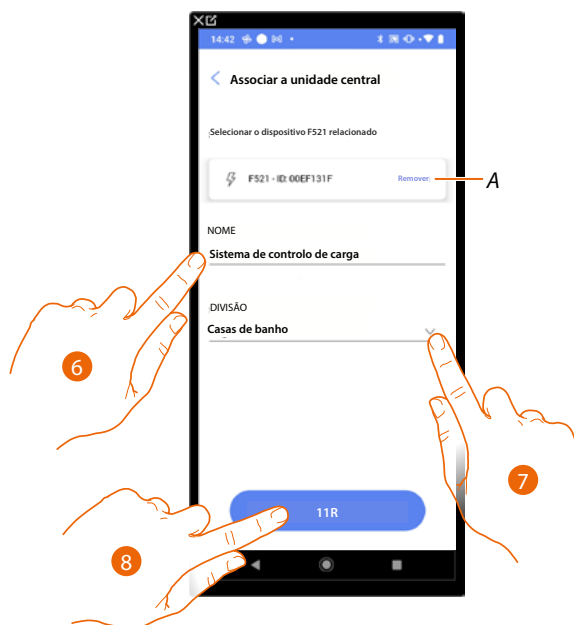 14:42
Associar a unidade central
Selecionar o dispositivo F521 relacionado
F521 - ID: 00EF131F
Remover
A
NOME
Sistema de controlo de carga
DIVISÃO
Casas de banho
6
7
11R
8